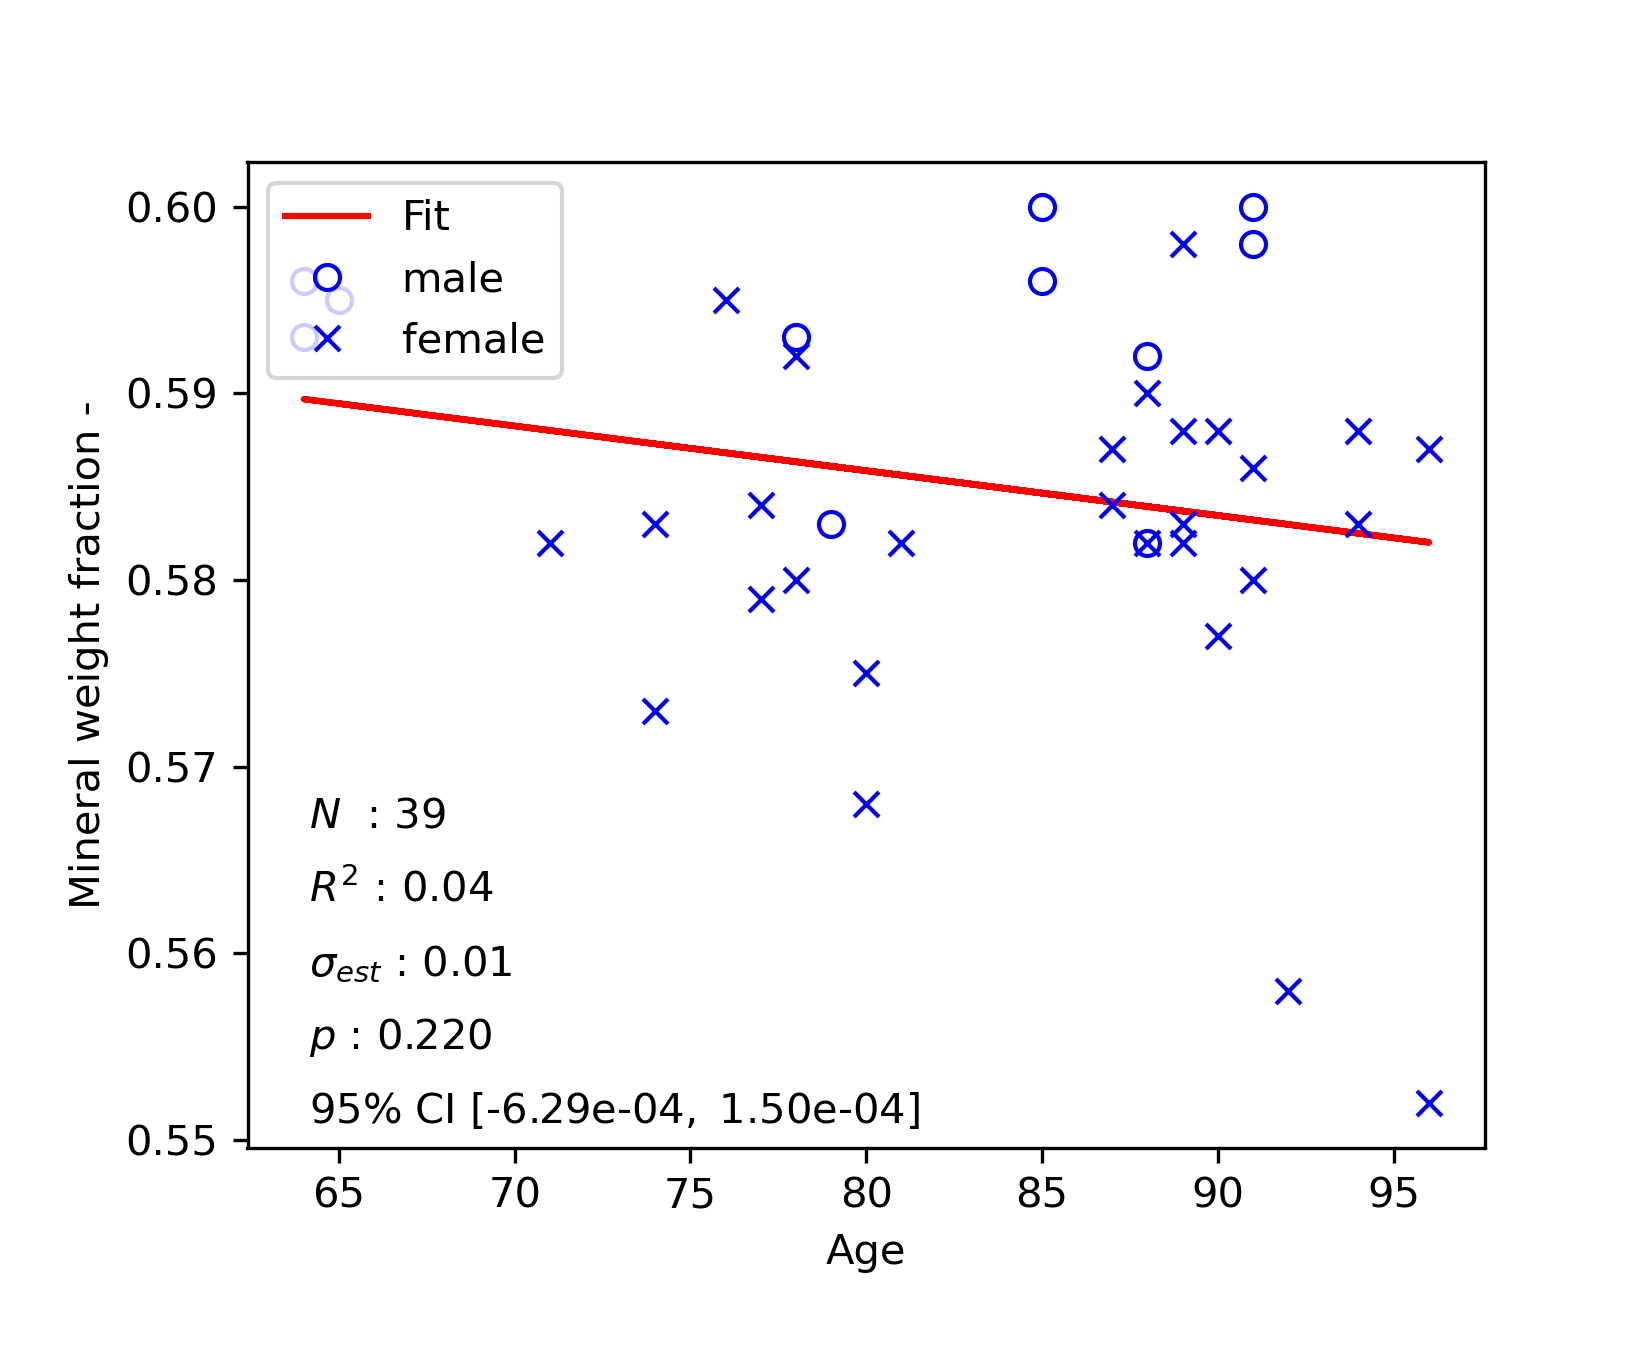 Fit
male
female
0.60
0.59
0.58
0.57
0.56
0.55
Mineral weight fraction -
N : 39
R² : 0.04
σest : 0.01
p : 0.220
95% CI [-6.29e-04, 1.50e-04]
65 70 75 80 85 90 95
Age